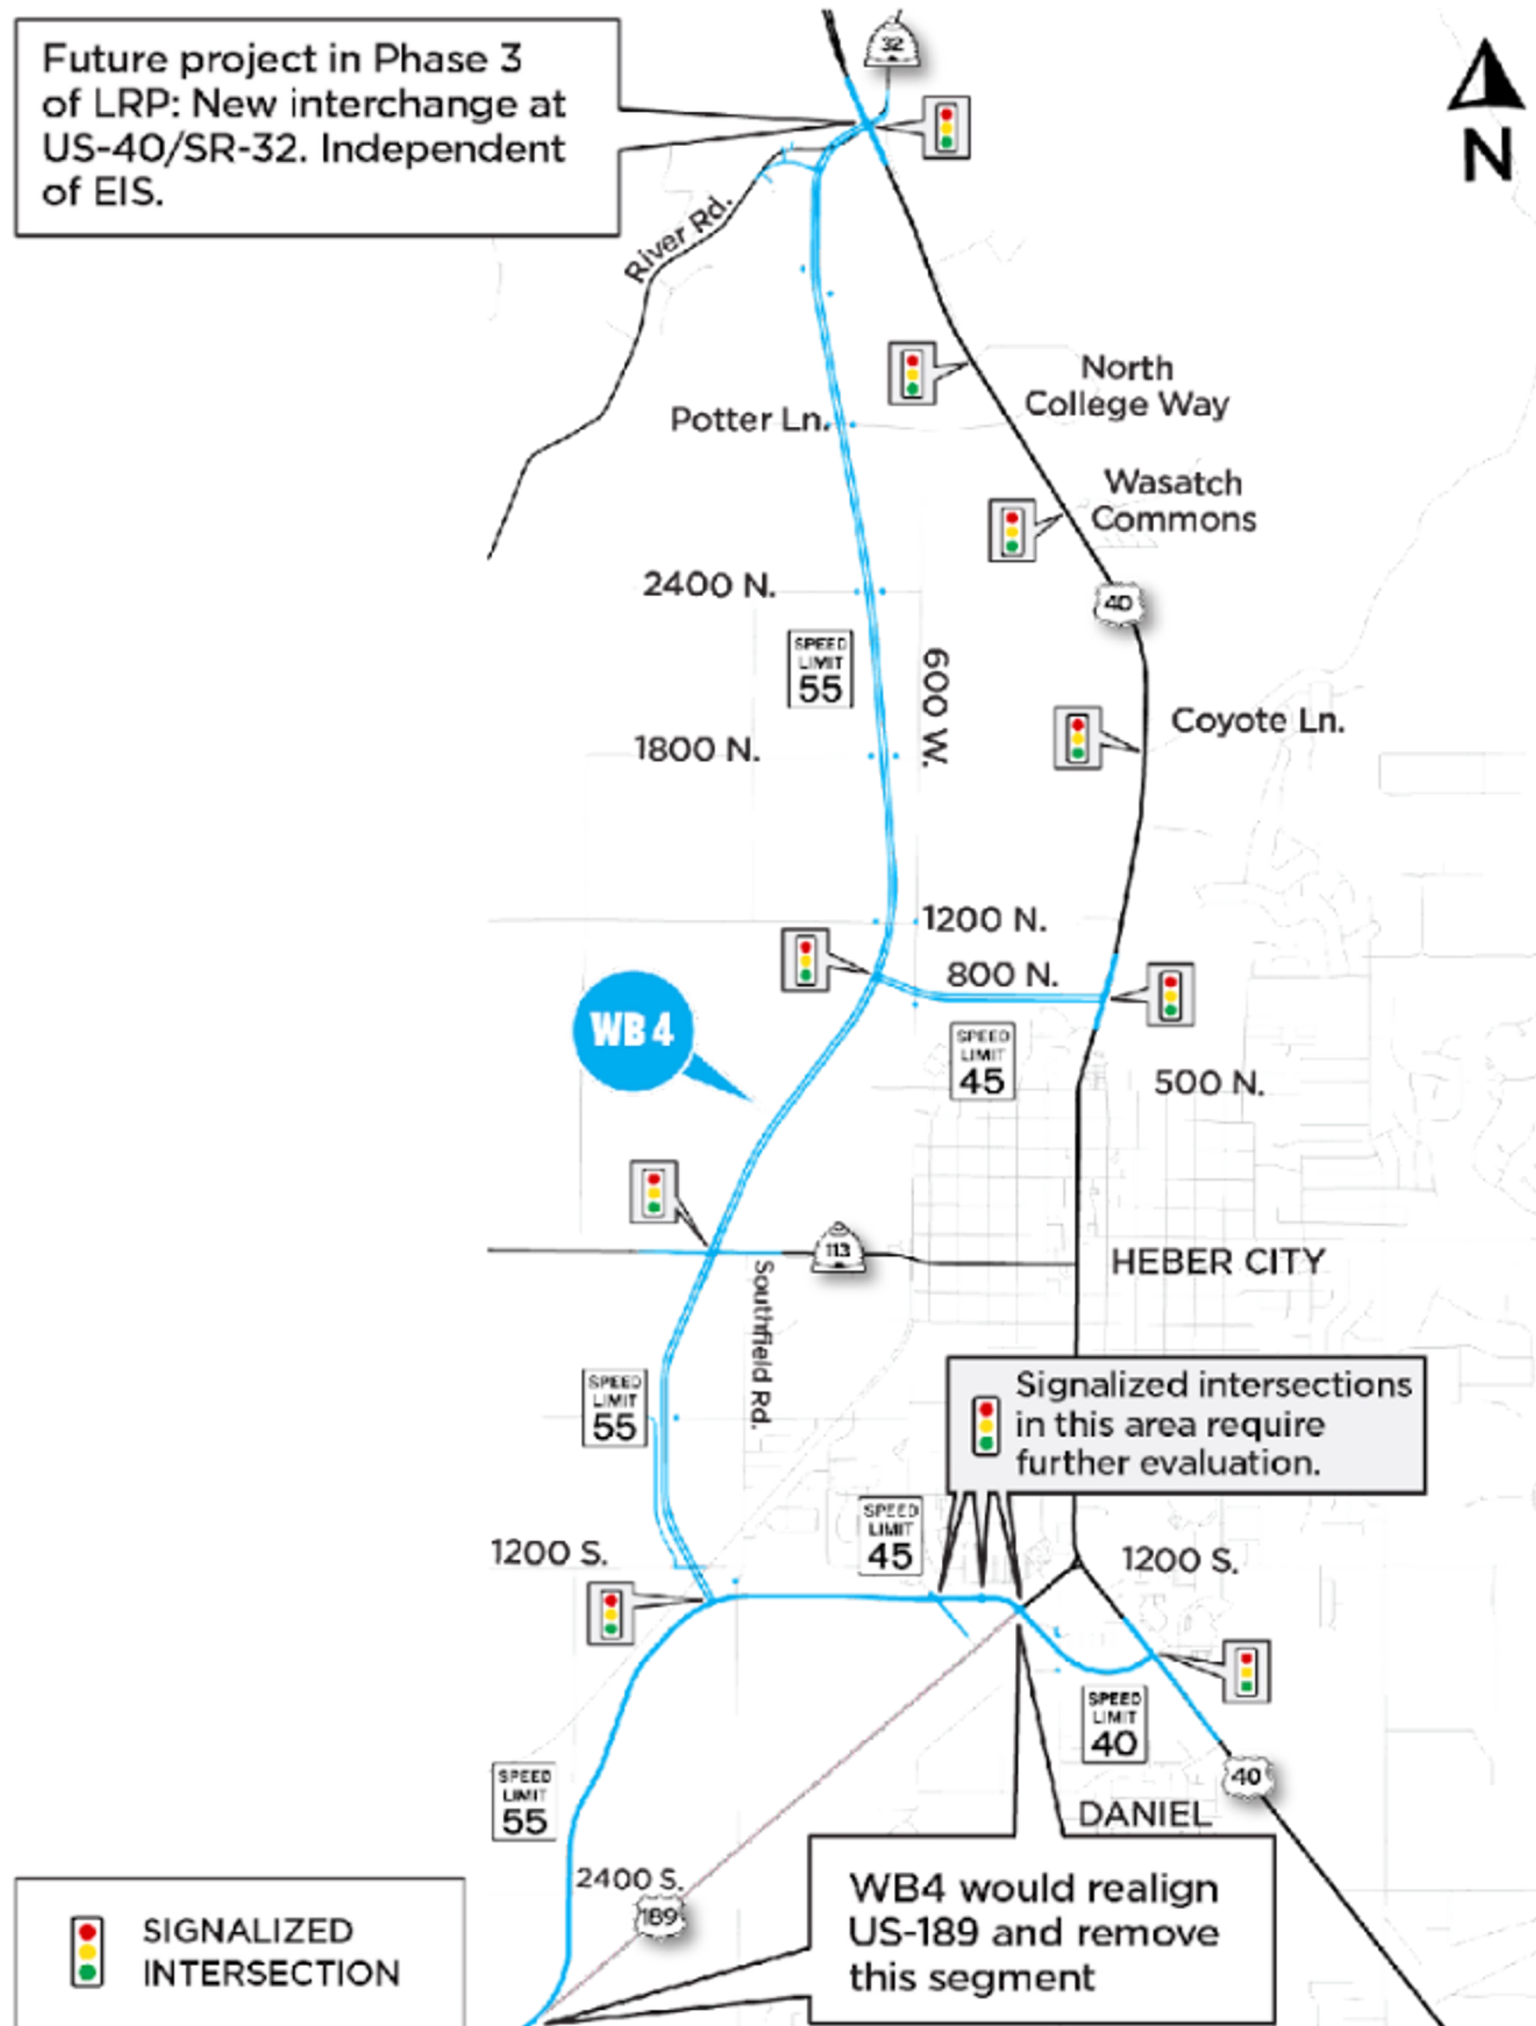 Future project in Phase 3
of LRP: New interchange at
US-40/SR-32. Independent
of EIS.
32
N
River Rd.
North
College Way
Potter Ln.
Wasatch
Commons
2400 N.
40
SPEED
LIMIT
55
600 W.
Coyote Ln.
1800 N.
1200 N.
800 N.
WB 4
SPEED
LIMIT
45
500 N.
113
HEBER CITY
Southfield Rd.
SPEED
LIMIT
55
Signalized intersections
in this area require
further evaluation.
SPEED
LIMIT
45
1200 S.
1200 S.
SPEED
LIMIT
40
40
SPEED
LIMIT
55
DANIEL
2400 S.
189
WB4 would realign
US-189 and remove
this segment
SIGNALIZED
INTERSECTION